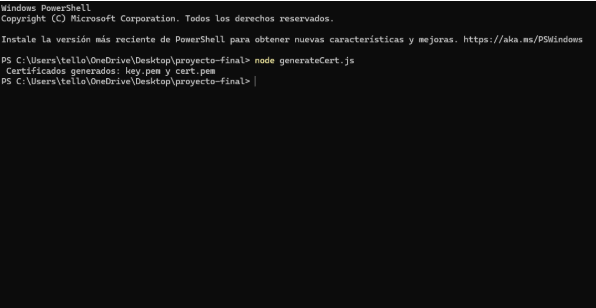 Windows PowerShell
Copyright (C) Microsoft Corporation. Todos los derechos reservados.
Instale la versión más reciente de PowerShell para obtener nuevas características y mejoras. https://aka.ms/PSWindows
PS C:\Users\tello\OneDrive\Desktop\proyecto-final> node generateCert.js
Certificados generados: key.pem y cert.pem
PS C:\Users\tello\OneDrive\Desktop\proyecto-final>